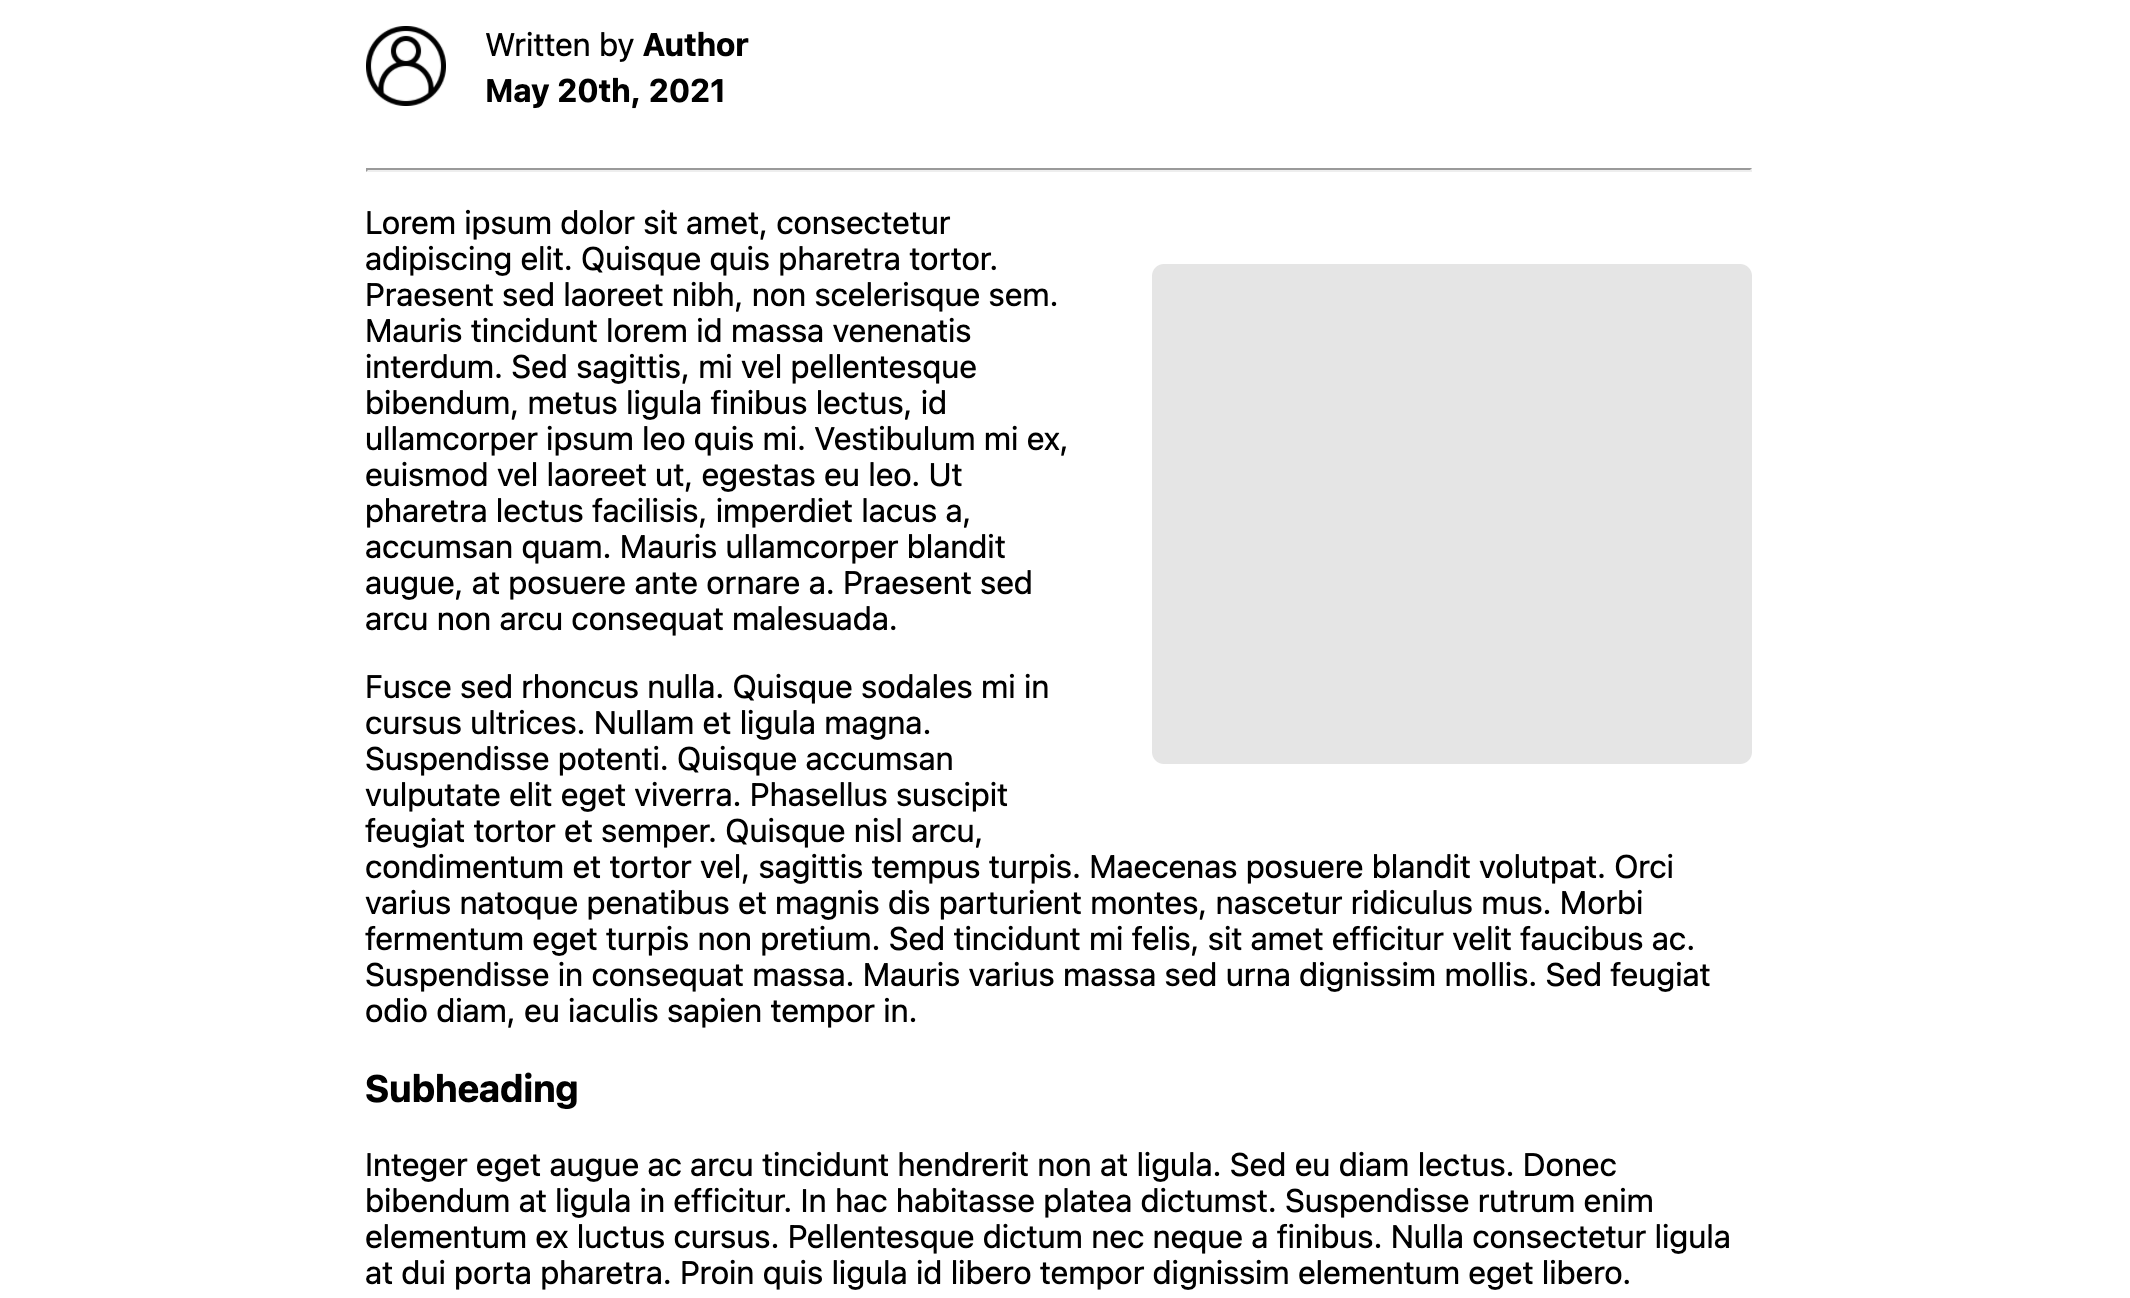 Written by Author
May 20th, 2021
Lorem ipsum dolor sit amet, consectetur
adipiscing elit. Quisque quis pharetra tortor.
Praesent sed laoreet nibh, non scelerisque sem.
Mauris tincidunt lorem id massa venenatis
interdum. Sed sagittis, mi vel pellentesque
bibendum, metus ligula finibus lectus, id
ullamcorper ipsum leo quis mi. Vestibulum mi ex,
euismod vel laoreet ut, egestas eu leo. Ut
pharetra lectus facilisis, imperdiet lacus a,
accumsan quam. Mauris ullamcorper blandit
augue, at posuere ante ornare a. Praesent sed
arcu non arcu consequat malesuada.
Fusce sed rhoncus nulla. Quisque sodales mi in
cursus ultrices. Nullam et ligula magna.
Suspendisse potenti. Quisque accumsan
vulputate elit eget viverra. Phasellus suscipit
feugiat tortor et semper. Quisque nisl arcu,
condimentum et tortor vel, sagittis tempus turpis. Maecenas posuere blandit volutpat. Orci
varius natoque penatibus et magnis dis parturient montes, nascetur ridiculus mus. Morbi
fermentum eget turpis non pretium. Sed tincidunt mi felis, sit amet efficitur velit faucibus ac.
Suspendisse in consequat massa. Mauris varius massa sed urna dignissim mollis. Sed feugiat
odio diam, eu iaculis sapien tempor in.
Subheading
Integer eget augue ac arcu tincidunt hendrerit non at ligula. Sed eu diam lectus. Donec
bibendum at ligula in efficitur. In hac habitasse platea dictumst. Suspendisse rutrum enim
elementum ex luctus cursus. Pellentesque dictum nec neque a finibus. Nulla consectetur ligula
at dui porta pharetra. Proin quis ligula id libero tempor dignissim elementum eget libero.